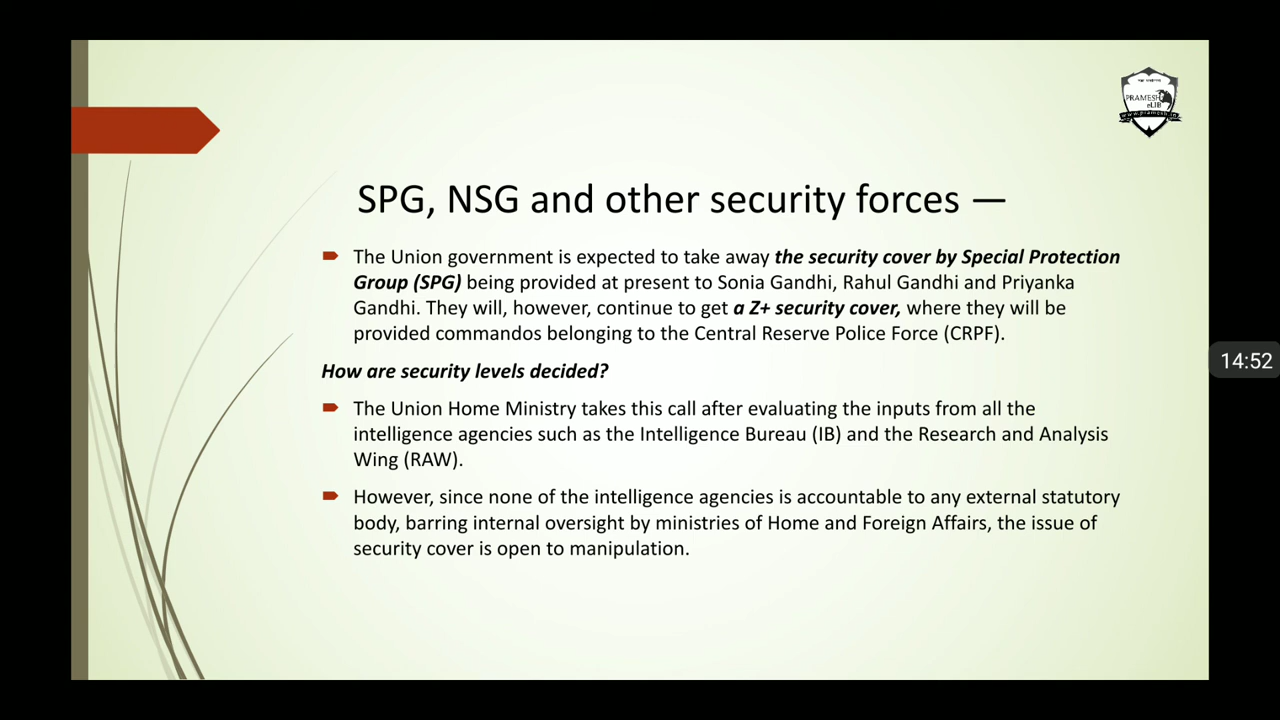 PRAMESH
eLIB
www.pramesh.in
SPG, NSG and other security forces —
The Union government is expected to take away the security cover by Special Protection
Group (SPG) being provided at present to Sonia Gandhi, Rahul Gandhi and Priyanka
Gandhi. They will, however, continue to get a Z+ security cover, where they will be
provided commandos belonging to the Central Reserve Police Force (CRPF).
14:52
How are security levels decided?
The Union Home Ministry takes this call after evaluating the inputs from all the
intelligence agencies such as the Intelligence Bureau (IB) and the Research and Analysis
Wing (RAW).
However, since none of the intelligence agencies is accountable to any external statutory
body, barring internal oversight by ministries of Home and Foreign Affairs, the issue of
security cover is open to manipulation.